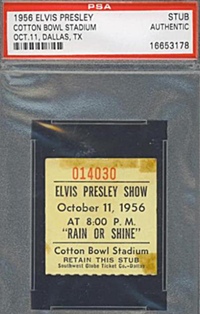 PSA
1956 ELVIS PRESLEY STUB
COTTON BOWL STADIUM AUTHENTIC
OCT.11, DALLAS, TX 16653178
014030
ELVIS PRESLEY SHOW
October 11, 1956
AT 8:00 P. M.
"RAIN OR SHINE"
Cotton Bowl Stadium
RETAIN THIS STUB
Southwest Globe Ticket Co.-Dallas